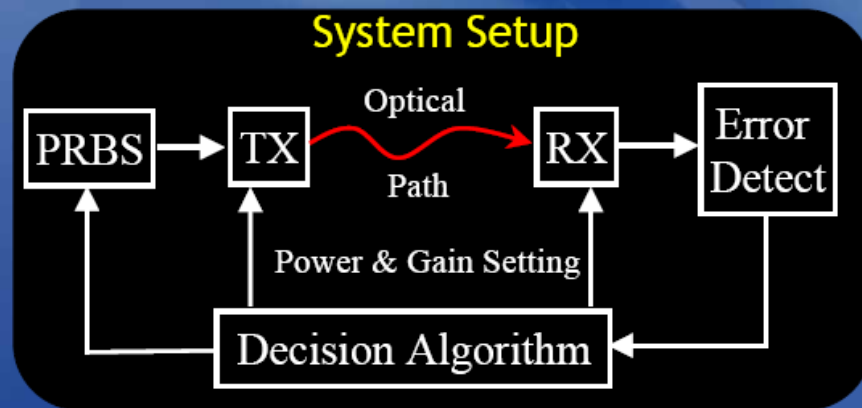 System Setup
Optical
PRBS
TX
RX
Error
Detect
Path
Power & Gain Setting
Decision Algorithm